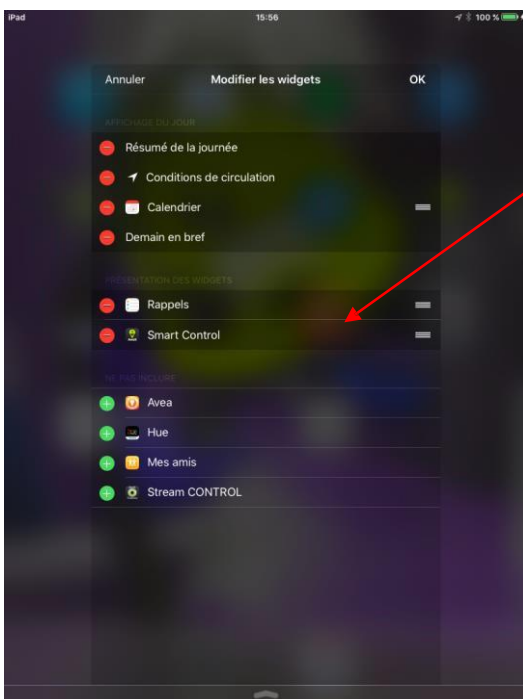 iPad 15:56 100 %
Annuler Modifier les widgets OK
AFFICHAGE DU JOUR
Résumé de la journée
Conditions de circulation
Calendrier
Demain en bref
PRÉSENTATION DES WIDGETS
Rappels
Smart Control
NE PAS INCLURE
Avea
Hue
Mes amis
Stream CONTROL